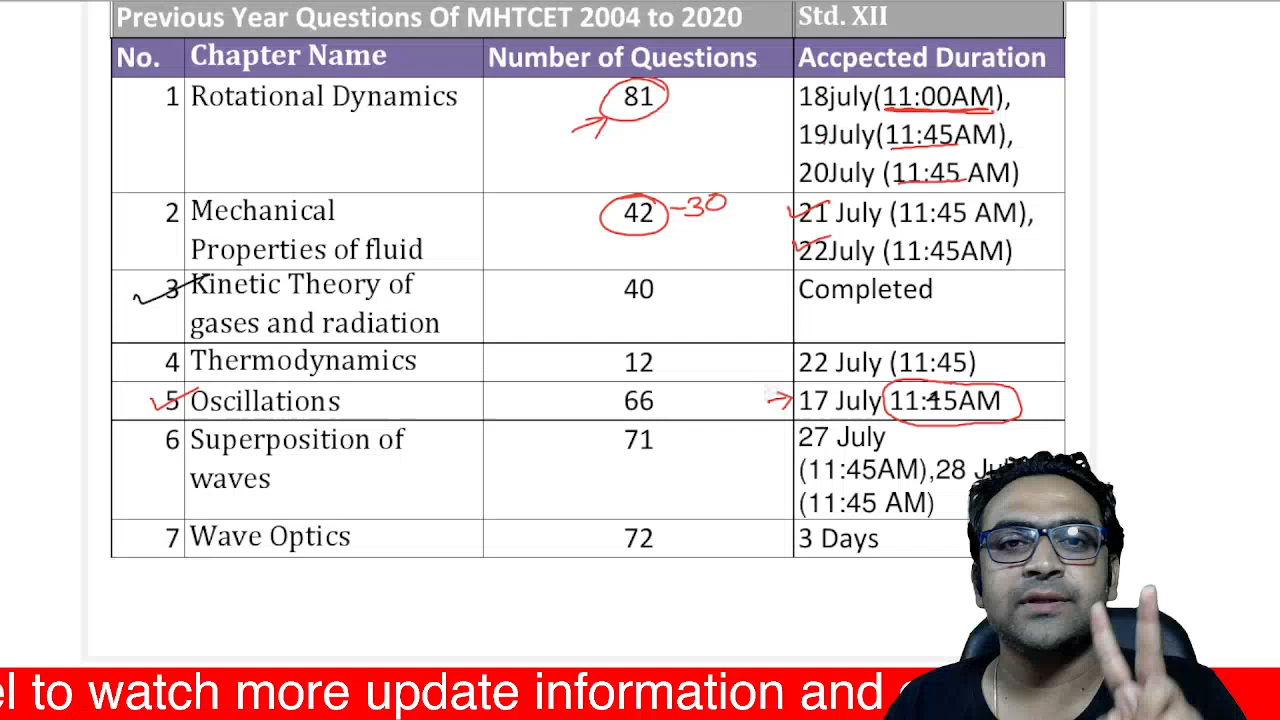 Previous Year Questions Of MHTCET 2004 to 2020 Std. XII
No. Chapter Name Number of Questions Accpected Duration
1 Rotational Dynamics 81 18july(11:00AM),
19July(11:45AM),
20July (11:45 AM)
2 Mechanical 42 -30 21 July (11:45 AM),
Properties of fluid 22July (11:45AM)
3 Kinetic Theory of 40 Completed
gases and radiation
4 Thermodynamics 12 22 July (11:45)
5 Oscillations 66 17 July 11:15AM
6 Superposition of 71 27 July
waves (11:45AM),28 Jul
(11:45 AM)
7 Wave Optics 72 3 Days
to watch more update information and